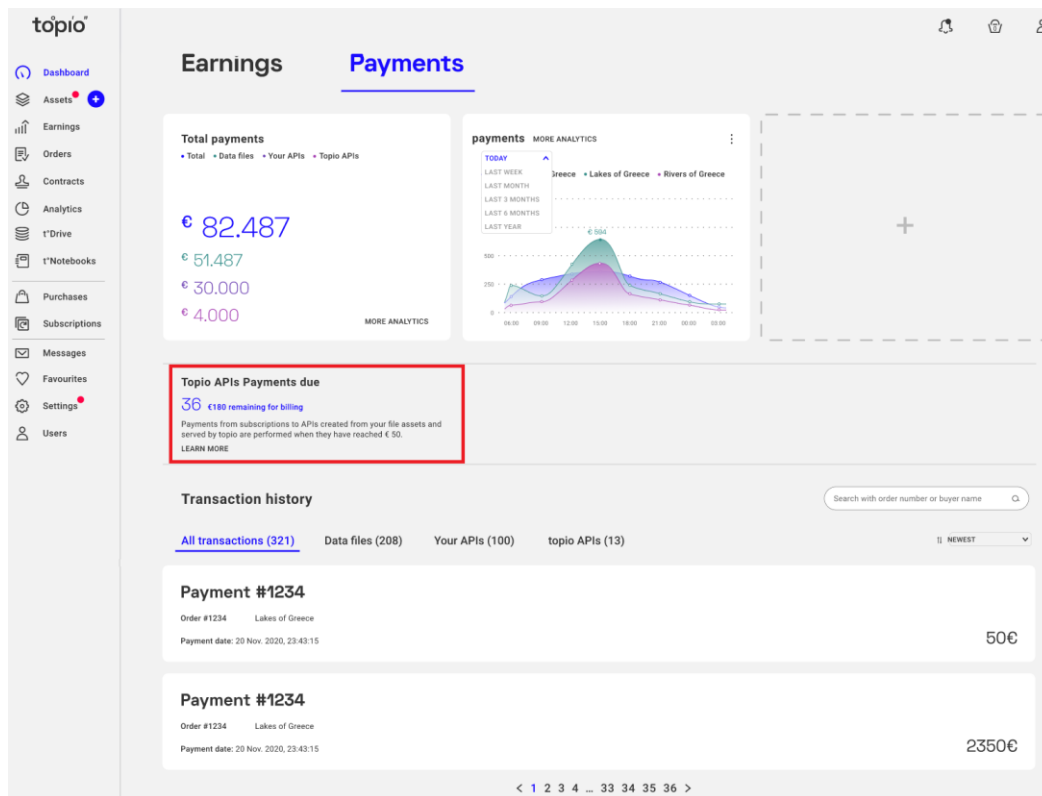 topio
Dashboard
Assets
Earnings
Orders
Contracts
Analytics
t"Drive
t"Notebooks
Purchases
Subscriptions
Messages
Favourites
Settings
Users
Earnings Payments
Total payments
• Total • Data files • Your APIs • Topio APIs
€ 82.487
€ 51.487
€ 30.000
€ 4.000
MORE ANALYTICS
payments MORE ANALYTICS
TODAY
LAST WEEK
LAST MONTH
LAST 3 MONTHS
LAST 6 MONTHS
LAST YEAR
Greece • Lakes of Greece • Rivers of Greece
€ 594
500
250
0
06:00 09:00 12:00 15:00 18:00 21:00 00:00 03:00
+
Topio APIs Payments due
36 €180 remaining for billing
Payments from subscriptions to APIs created from your file assets and
served by topio are performed when they have reached € 50.
LEARN MORE
Transaction history
Search with order number or buyer name
All transactions (321) Data files (208) Your APIs (100) topio APIs (13)
NEWEST
Payment #1234
Order #1234 Lakes of Greece
Payment date: 20 Nov. 2020, 23:43:15
50€
Payment #1234
Order #1234 Lakes of Greece
Payment date: 20 Nov. 2020, 23:43:15
2350€
< 1 2 3 4 ... 33 34 35 36 >